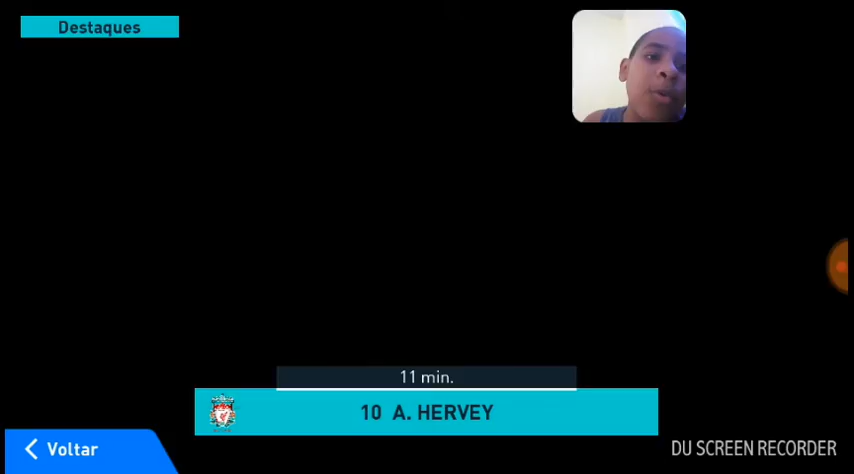 Destaques
11 min.
10 A. HERVEY
Voltar
DU SCREEN RECORDER